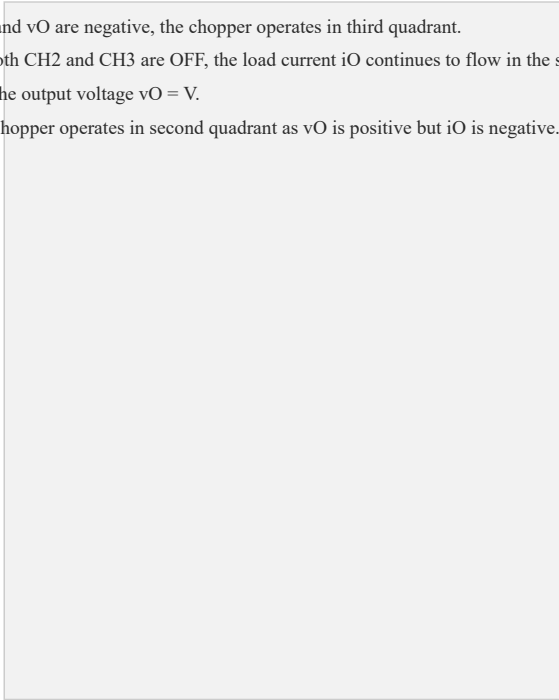 and vO are negative, the chopper operates in third quadrant.
oth CH2 and CH3 are OFF, the load current iO continues to flow in the s
he output voltage vO = V.
hopper operates in second quadrant as vO is positive but iO is negative.